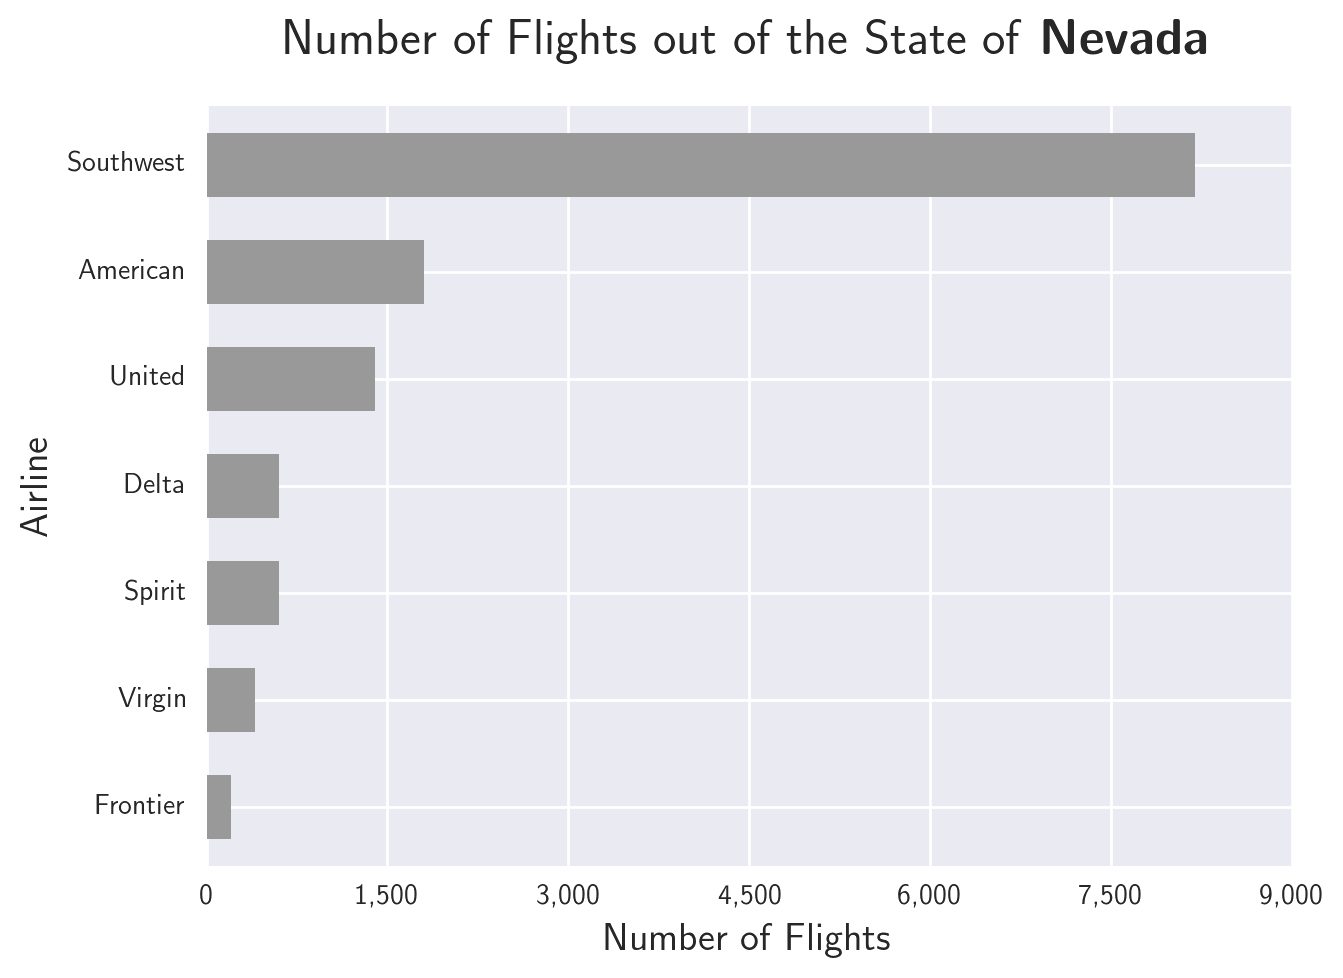 Number of Flights out of the State of Nevada
Southwest
American
United
Delta
Spirit
Virgin
Frontier
Airline
0 1,500 3,000 4,500 6,000 7,500 9,000
Number of Flights